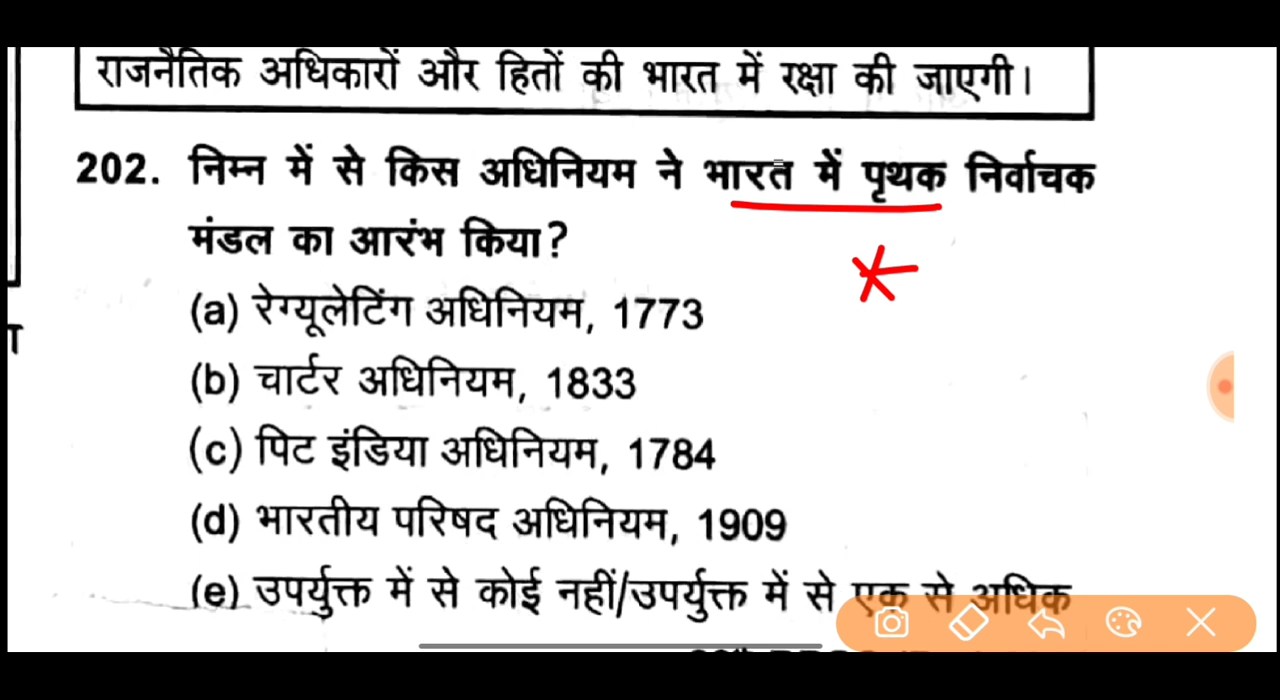 राजनैतिक अधिकारों और हितों की भारत में रक्षा की जाएगी।
202. निम्न में से किस अधिनियम ने भारत में पृथक निर्वाचक
मंडल का आरंभ किया?
(a) रेग्यूलेटिंग अधिनियम, 1773
(b) चार्टर अधिनियम, 1833
(c) पिट इंडिया अधिनियम, 1784
(d) भारतीय परिषद अधिनियम, 1909
(e) उपर्युक्त में से कोई नहीं/उपर्युक्त में से एक से अधिक